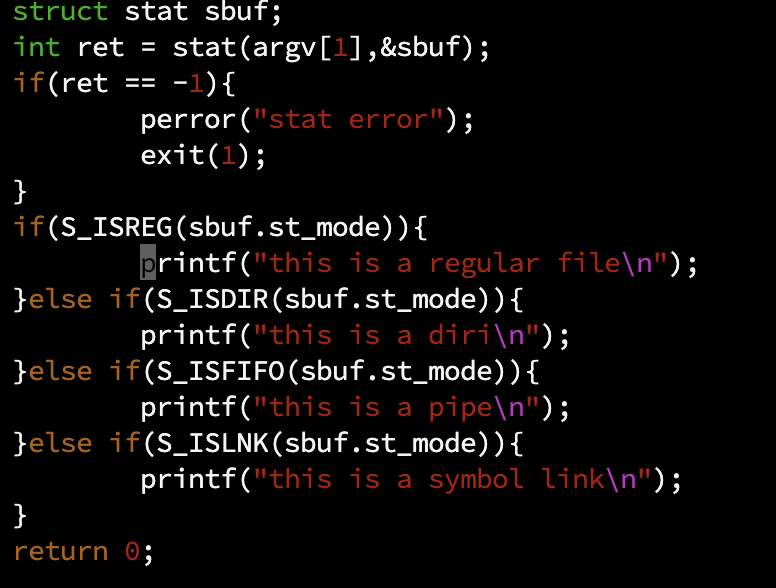 struct stat sbuf;
int ret = stat(argv[1],&sbuf);
if(ret == -1){
        perror("stat error");
        exit(1);
}
if(S_ISREG(sbuf.st_mode)){
        printf("this is a regular file\n");
}else if(S_ISDIR(sbuf.st_mode)){
        printf("this is a diri\n");
}else if(S_ISFIFO(sbuf.st_mode)){
        printf("this is a pipe\n");
}else if(S_ISLNK(sbuf.st_mode)){
        printf("this is a symbol link\n");
}
return 0;